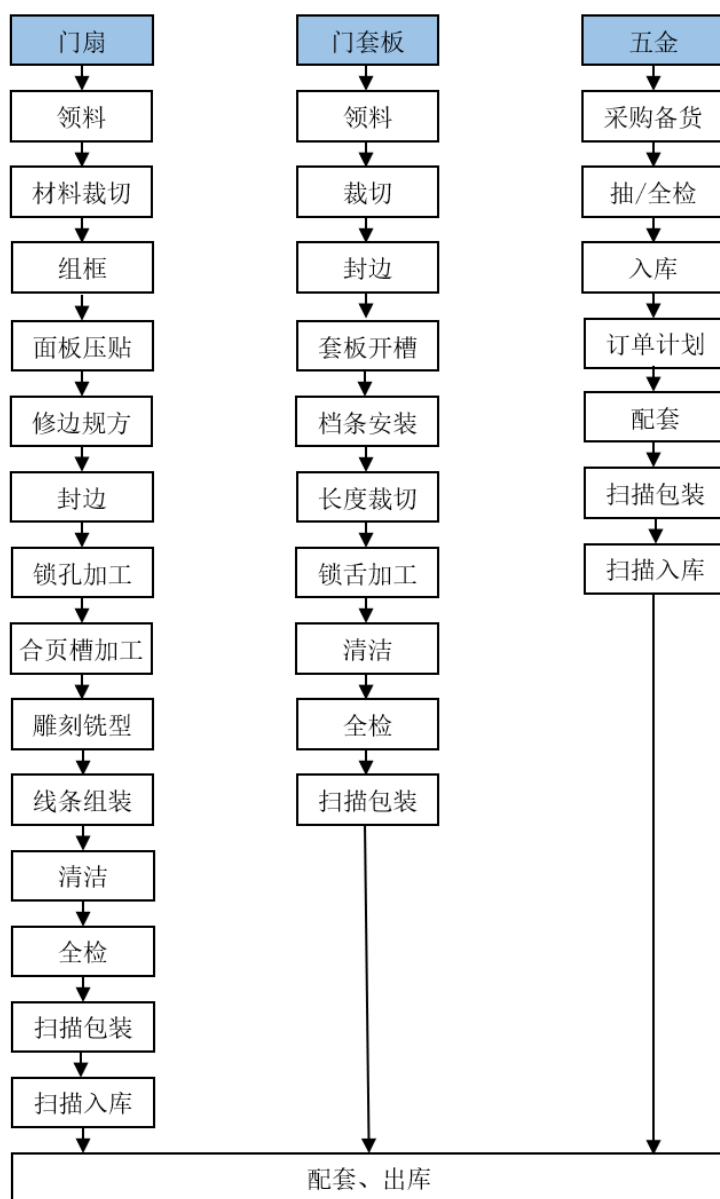 门扇
领料
材料裁切
组框
面板压贴
修边规方
封边
锁孔加工
合页槽加工
雕刻铣型
线条组装
清洁
全检
扫描包装
扫描入库
门套板
领料
裁切
封边
套板开槽
档条安装
长度裁切
锁舌加工
清洁
全检
扫描包装
五金
采购备货
抽/全检
入库
订单计划
配套
扫描包装
扫描入库
配套、出库